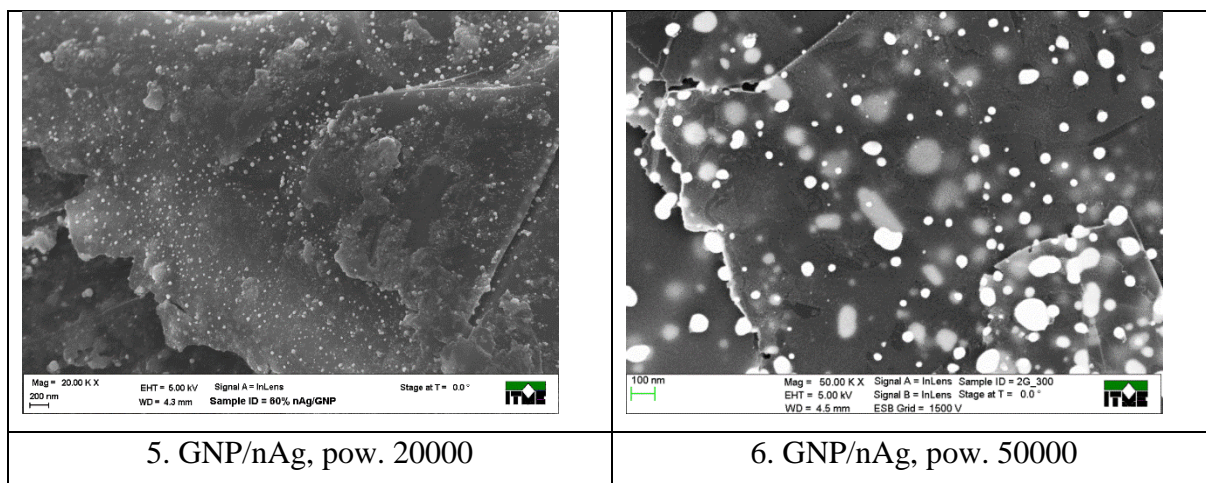 Mag = 20.00 K X
200 nm
EHT = 5.00 kV
WD = 4.3 mm
Signal A = InLens
Sample ID = 60% nAg/GNP
Stage at T = 0.0°
ITME
100 nm
Mag = 50.00 K X
EHT = 5.00 kV
WD = 4.5 mm
Signal A = InLens
Signal B = InLens
ESB Grid = 1500 V
Sample ID = 2G_300
Stage at T = 0.0°
ITME
5. GNP/nAg, pow. 20000
6. GNP/nAg, pow. 50000